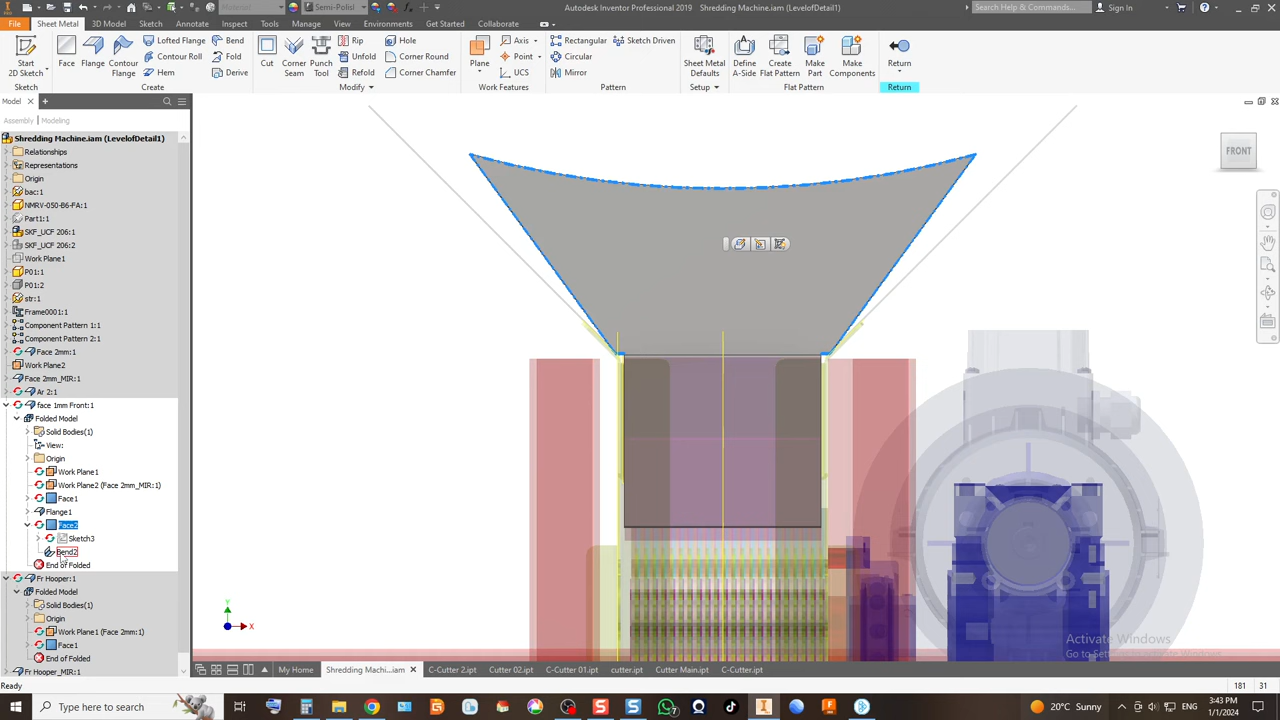 Semi-Polisl
Autodesk Inventor Professional 2019 Shredding Machine.iam (LevelofDetail1)
Search Help & Commands...
Sign In
File Sheet Metal 3D Model Sketch Annotate Inspect Tools Manage View Environments Get Started Collaborate
Start
2D Sketch
Face
Flange
Contour
Flange
Lofted Flange
Contour Roll
Hem
Bend
Fold
Derive
Cut
Corner
Seam
Punch
Tool
Rip
Unfold
Refold
Hole
Corner Round
Corner Chamfer
Plane
Axis
Point
UCS
Rectangular
Circular
Mirror
Sketch Driven
Sheet Metal
Defaults
Define
A-Side
Create
Flat Pattern
Make
Part
Make
Components
Return
Sketch Create Modify Work Features Pattern Setup Flat Pattern Return
Model
Assembly Modeling
Shredding Machine.iam (LevelofDetail1)
Relationships
Representations
Origin
bac:1
NMRV-050-B6-FA:1
Part1:1
SKF_UCF 206:1
SKF_UCF 206:2
Work Plane1
P01:1
P01:2
str:1
Frame0001:1
Component Pattern 1:1
Component Pattern 2:1
Face 2mm:1
Work Plane2
Face 2mm_MIR:1
Ar 2:1
face 1mm Front:1
Folded Model
Solid Bodies(1)
View:
Origin
Work Plane1
Work Plane2 (Face 2mm_MIR:1)
Face1
Flange1
Face2
Sketch3
Bend2
End of Folded
Fr Hooper:1
Folded Model
Solid Bodies(1)
Origin
Work Plane1 (Face 2mm:1)
Face1
End of Folded
Fr Hooper_MIR:1
FRONT
Y
X
Activate Windows
My Home Shredding Machi...iam C-Cutter 2.ipt Cutter 02.ipt C-Cutter 01.ipt cutter.ipt Cutter Main.ipt C-Cutter.ipt
Ready
181 31
Type here to search
20°C Sunny
3:43 PM
1/1/2024